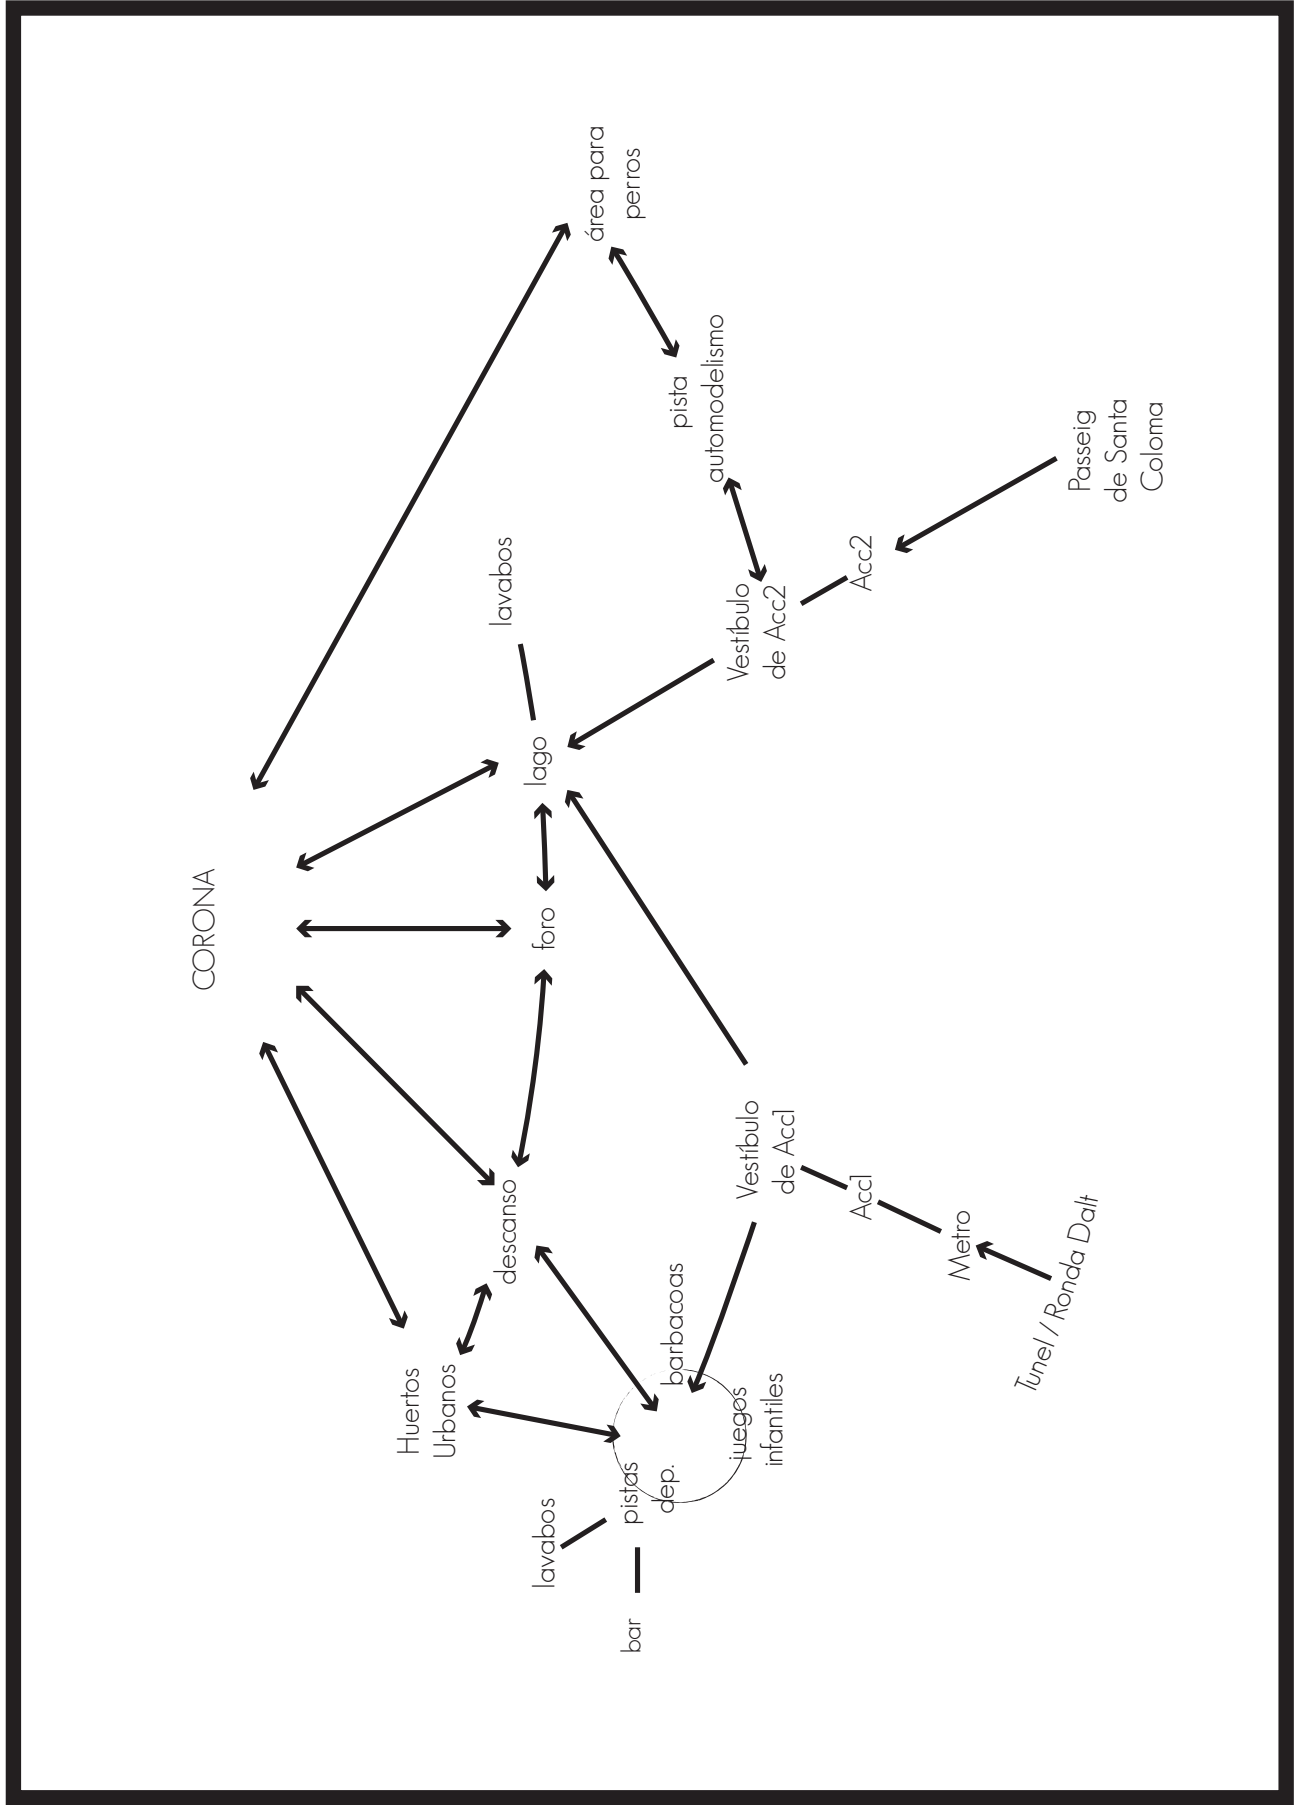 CORONA
Huertos
Urbanos
descanso
foro
lago
lavabos
área para
perros
lavabos
bar
pistas
dep.
barbacoas
juegos
infantiles
Vestíbulo
de Acc1
Vestíbulo
de Acc2
pista
automodelismo
Acc1
Acc2
Metro
Tunel / Ronda Dalt
Passeig
de Santa
Coloma